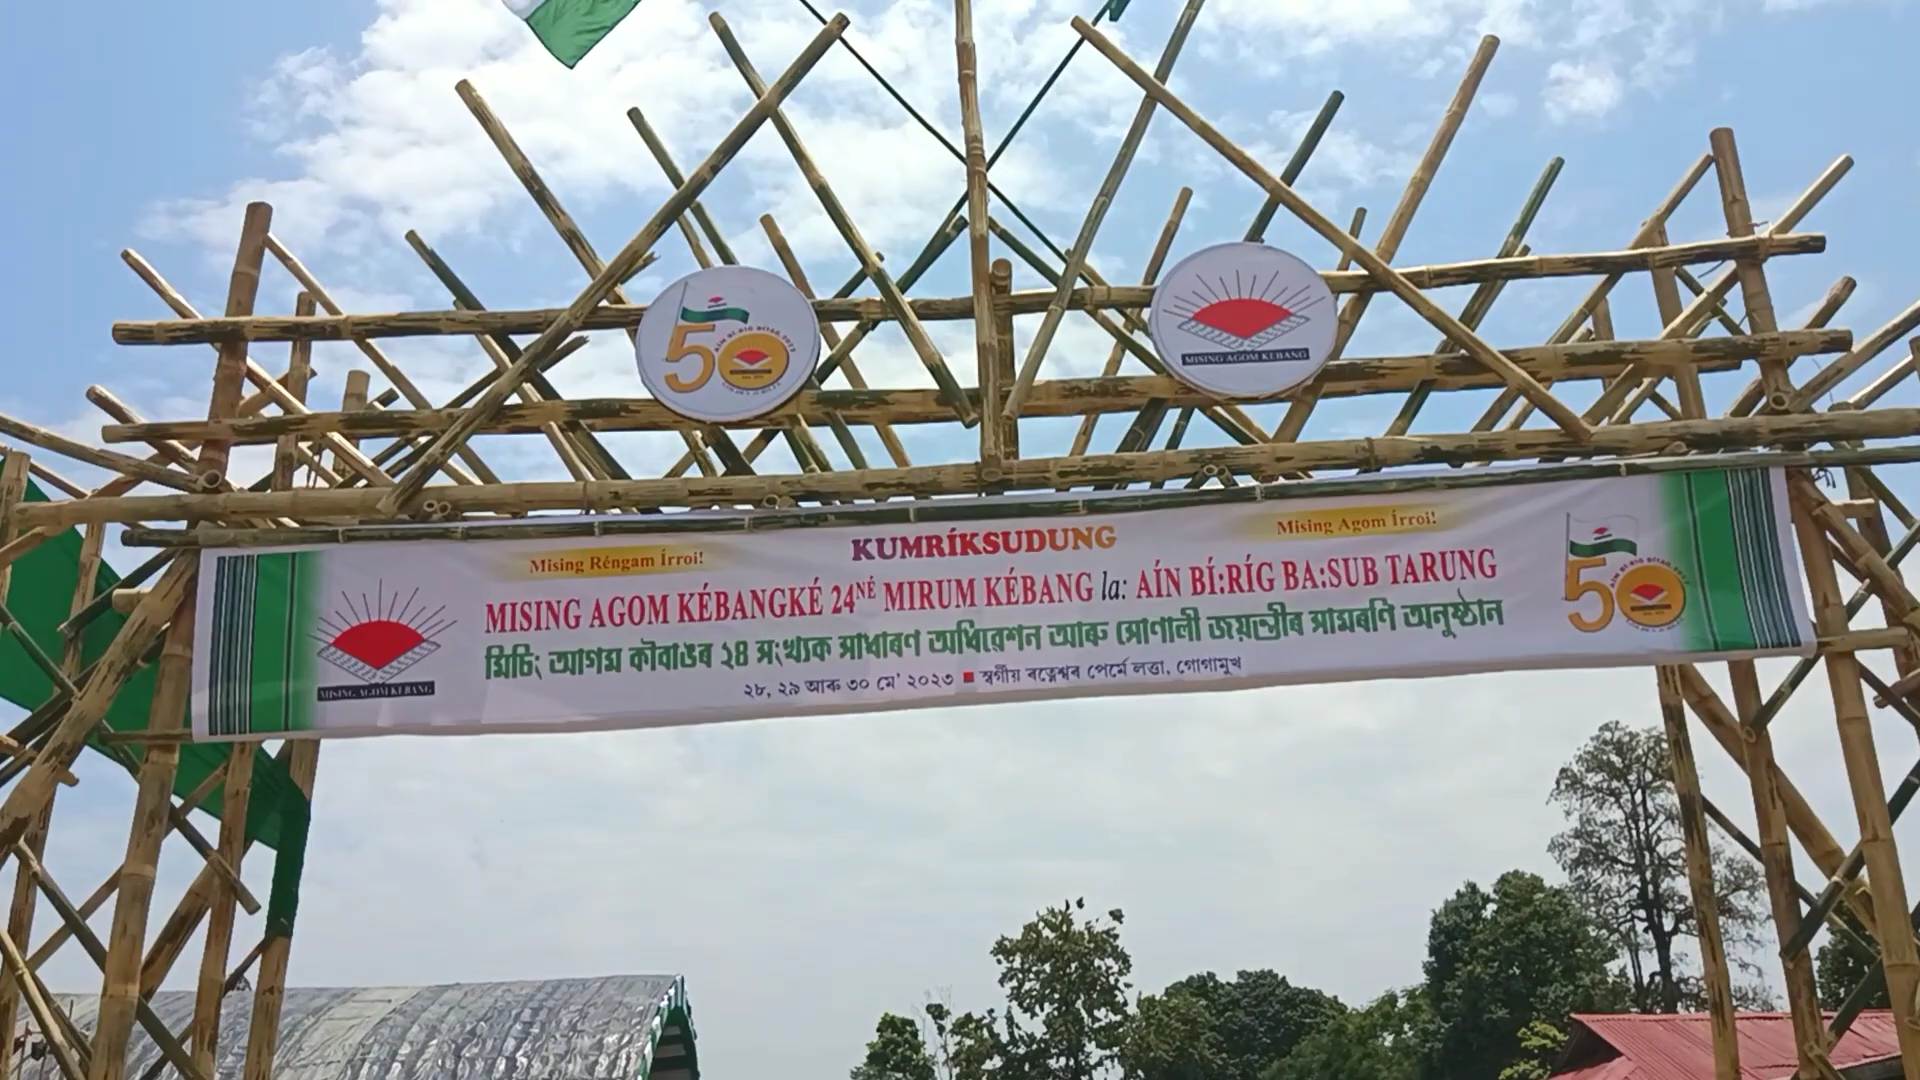 MISING AGOM KÉBANG
KUMRÍKSUDUNG
Mising Réngam Írroi!
Mising Agom Írroi!
MISING AGOM KÉBANGKÉ 24NÉ MIRUM KÉBANG la: AÍN BÍ:RÍG BA:SUB TARUNG
মিচিং আগম কৗবাঙৰ ২৪ সংখ্যক সাধাৰণ অধিৱেশন আৰু সোণালী জয়ন্তীৰ সামৰণি অনুষ্ঠান
২৮, ২৯ আৰু ৩০ মে' ২০২৩ ■ স্বৰ্গীয় ৰত্নেশ্বৰ পেৰ্মে লত্তা, গোগামুখ
MISING AGOM KEBANG
50
50